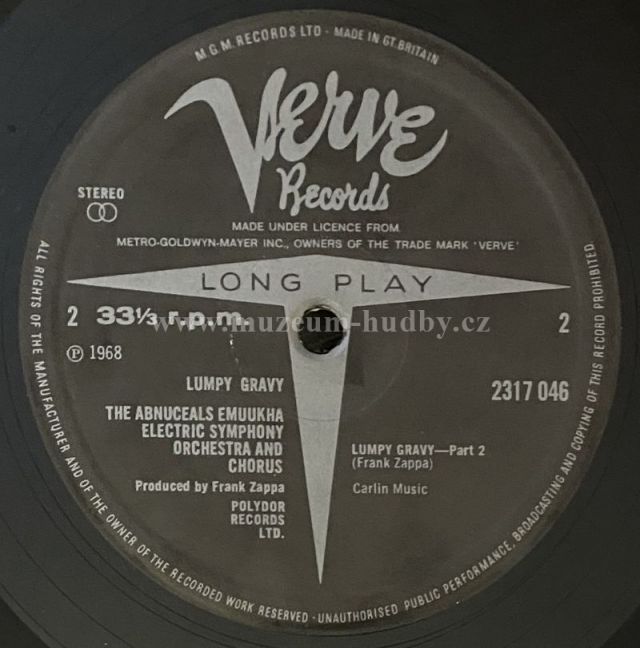 M.G.M. RECORDS LTD · MADE IN GT. BRITAIN
Verve
Records
STEREO
MADE UNDER LICENCE FROM
METRO-GOLDWYN-MAYER INC., OWNERS OF THE TRADE MARK 'VERVE'
LONG PLAY
2 33⅓ r.p.m. 2
www.muzeum-hudby.cz
Ⓟ 1968
LUMPY GRAVY
2317 046
THE ABNUCEALS EMUUKHA
ELECTRIC SYMPHONY
ORCHESTRA AND
CHORUS
LUMPY GRAVY—Part 2
(Frank Zappa)
Produced by Frank Zappa
Carlin Music
POLYDOR
RECORDS
LTD.
ALL RIGHTS OF THE MANUFACTURER AND OF THE OWNER OF THE RECORDED WORK RESERVED · UNAUTHORISED PUBLIC PERFORMANCE, BROADCASTING AND COPYING OF THIS RECORD PROHIBITED